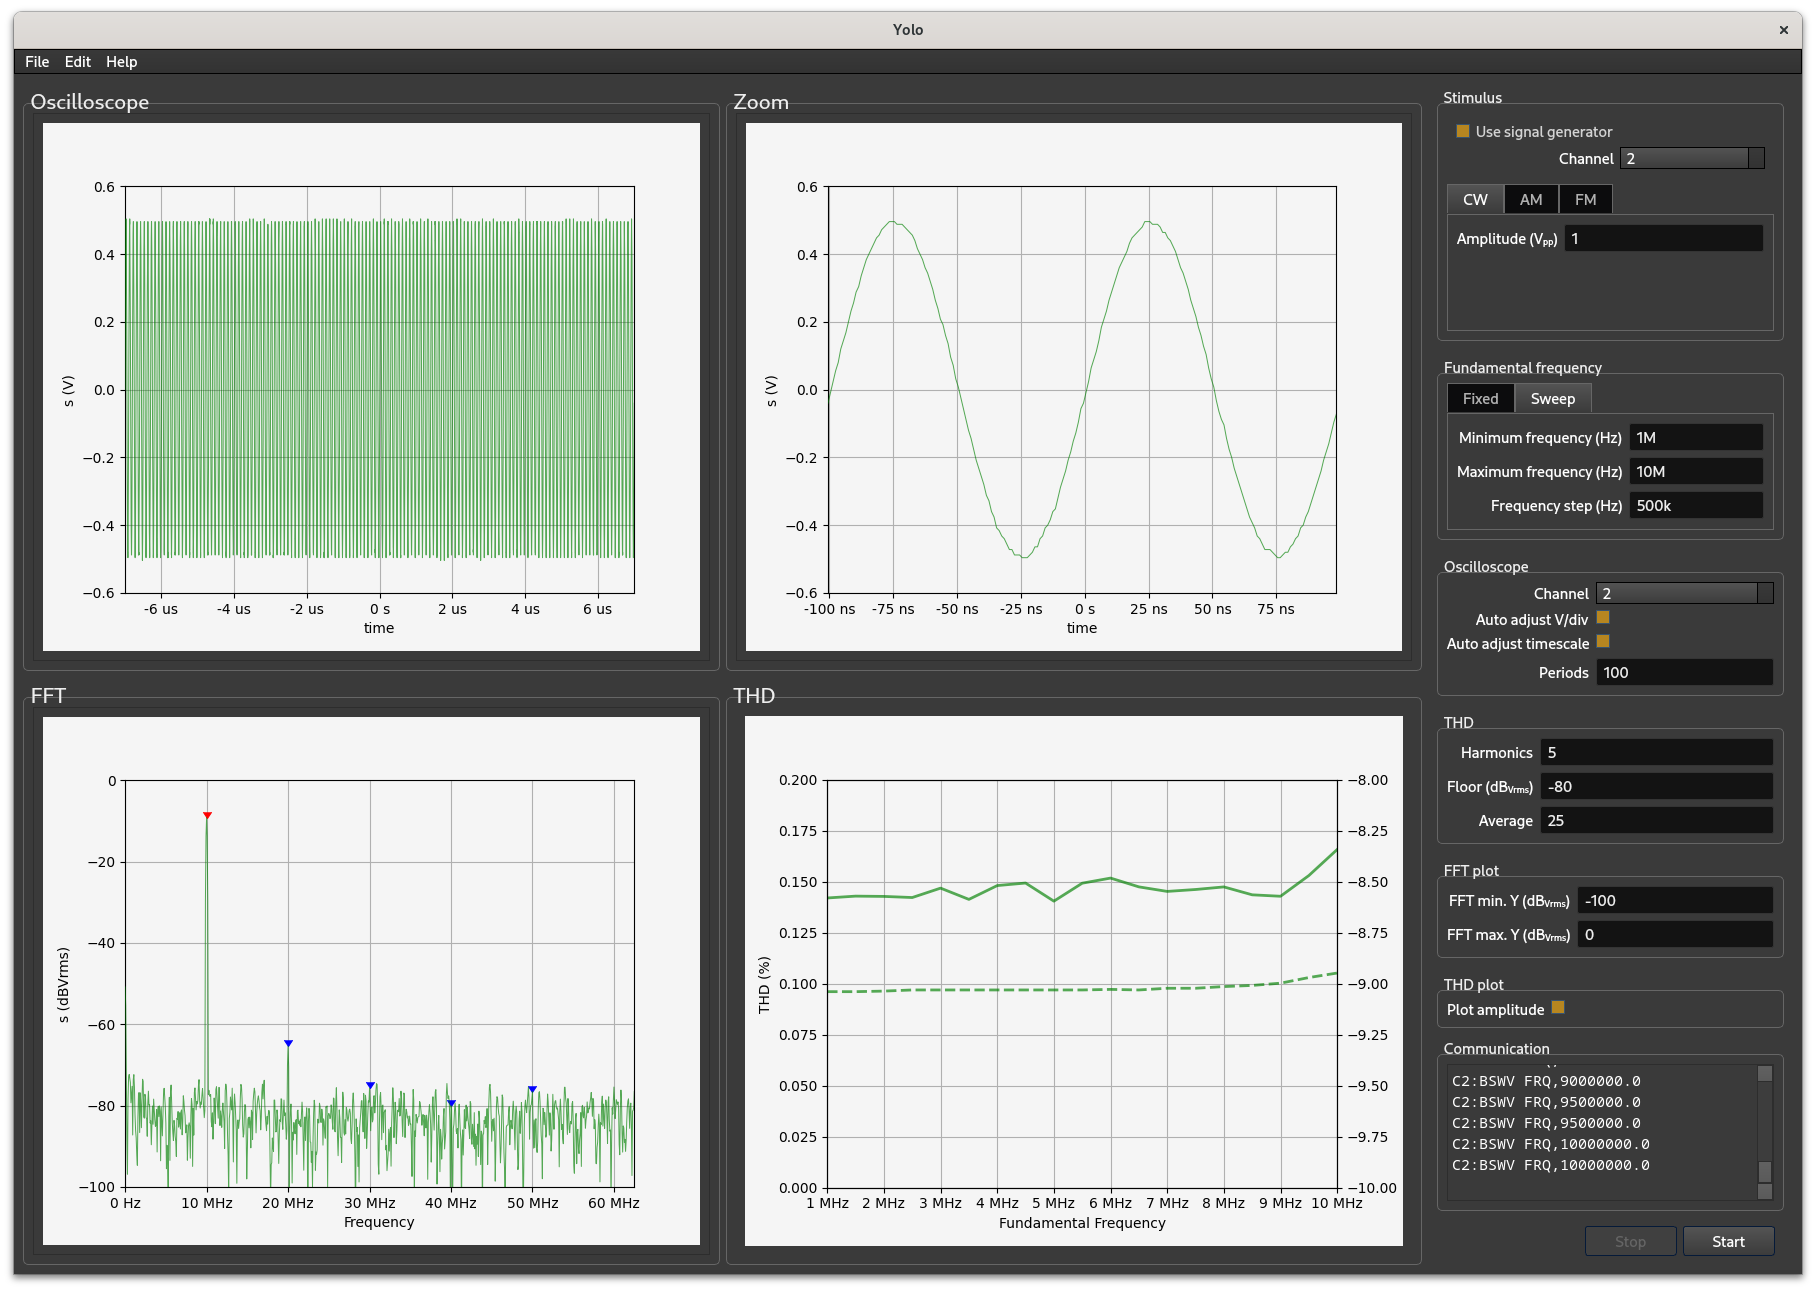 Yolo
×
File Edit Help
Oscilloscope
0.6
0.4
0.2
0.0
−0.2
−0.4
−0.6
s (V)
-6 us -4 us -2 us 0 s 2 us 4 us 6 us
time
Zoom
0.6
0.4
0.2
0.0
−0.2
−0.4
−0.6
s (V)
-100 ns -75 ns -50 ns -25 ns 0 s 25 ns 50 ns 75 ns
time
FFT
0
−20
−40
−60
−80
−100
s (dBVrms)
0 Hz 10 MHz 20 MHz 30 MHz 40 MHz 50 MHz 60 MHz
Frequency
THD
0.200
0.175
0.150
0.125
0.100
0.075
0.050
0.025
0.000
THD (%)
−8.00
−8.25
−8.50
−8.75
−9.00
−9.25
−9.50
−9.75
−10.00
1 MHz 2 MHz 3 MHz 4 MHz 5 MHz 6 MHz 7 MHz 8 MHz 9 MHz 10 MHz
Fundamental Frequency
Stimulus
Use signal generator
Channel 2
CW AM FM
Amplitude (Vpp) 1
Fundamental frequency
Fixed Sweep
Minimum frequency (Hz) 1M
Maximum frequency (Hz) 10M
Frequency step (Hz) 500k
Oscilloscope
Channel 2
Auto adjust V/div
Auto adjust timescale
Periods 100
THD
Harmonics 5
Floor (dBVrms) -80
Average 25
FFT plot
FFT min. Y (dBVrms) -100
FFT max. Y (dBVrms) 0
THD plot
Plot amplitude
Communication
C2:BSWV FRQ,9000000.0
C2:BSWV FRQ,9500000.0
C2:BSWV FRQ,9500000.0
C2:BSWV FRQ,10000000.0
C2:BSWV FRQ,10000000.0
Stop Start